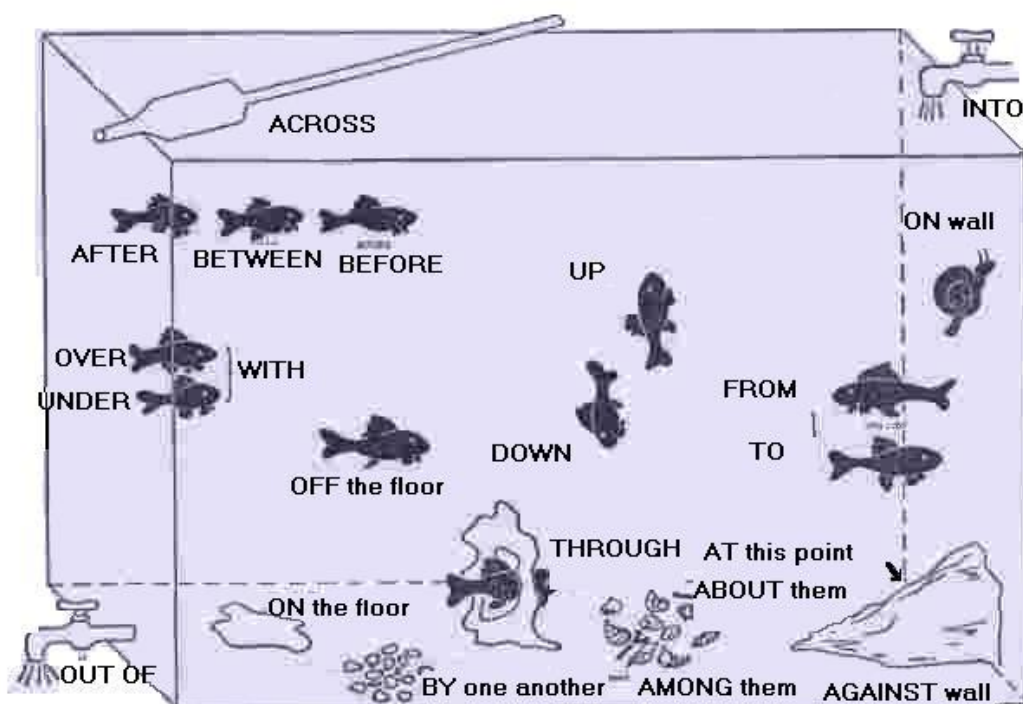 ACROSS
INTO
ON wall
AFTER BETWEEN BEFORE
UP
OVER
WITH
UNDER
FROM
DOWN
TO
OFF the floor
THROUGH
AT this point
ABOUT them
ON the floor
OUT OF
BY one another
AMONG them
AGAINST wall